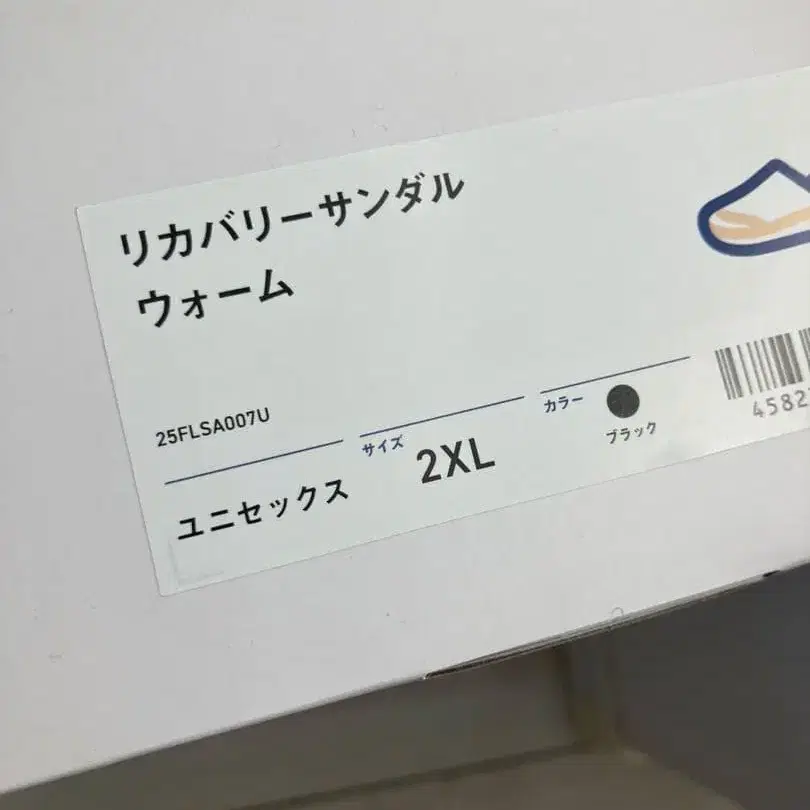 リカバリーサンダル
ウォーム
25FLSA007U
ユニセックス
サイズ
2XL
カラー
ブラック
4582